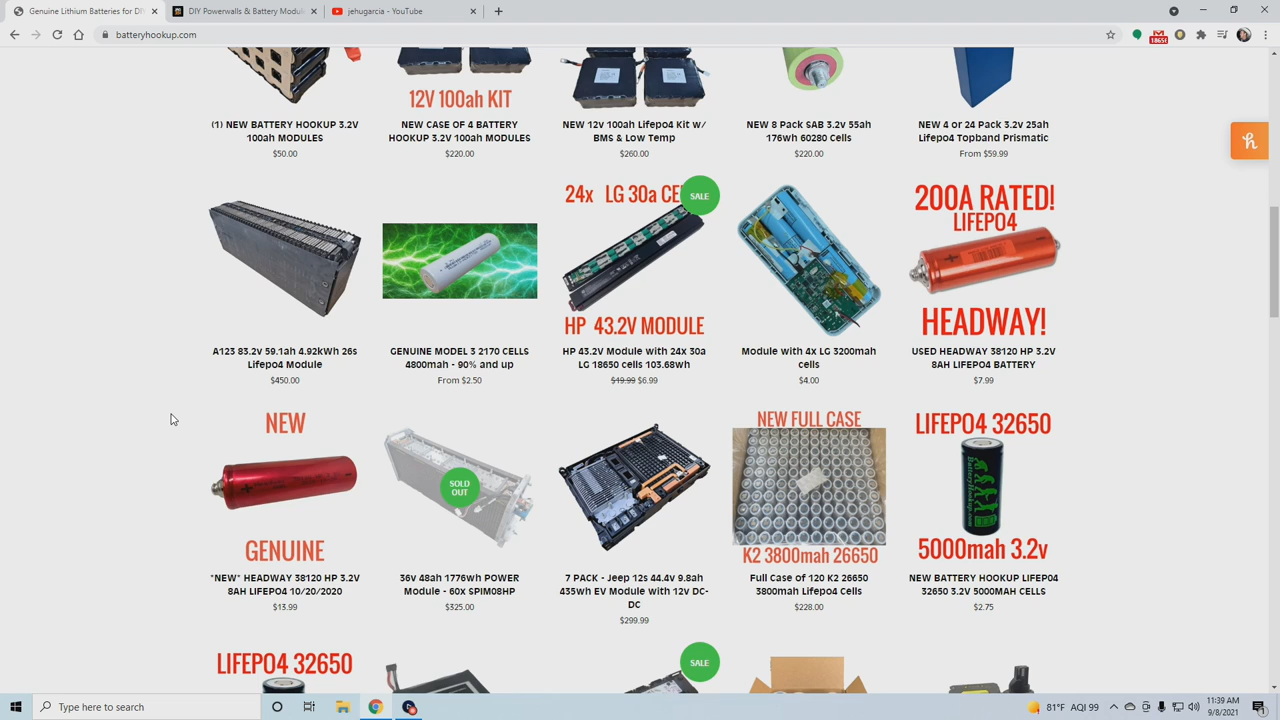 Genuine Lithium Batteries for DIY
DIY Powerwalls & Battery Modul
jehugarcia - YouTube
batteryhookup.com
12V 100ah KIT
(1) NEW BATTERY HOOKUP 3.2V
100ah MODULES
$50.00
NEW CASE OF 4 BATTERY
HOOKUP 3.2V 100ah MODULES
$220.00
NEW 12v 100ah Lifepo4 Kit w/
BMS & Low Temp
$260.00
NEW 8 Pack SAB 3.2v 55ah
176wh 60280 Cells
$220.00
NEW 4 or 24 Pack 3.2v 25ah
Lifepo4 Topband Prismatic
From $59.99
24x LG 30a CE
SALE
HP 43.2V MODULE
200A RATED!
LIFEPO4
HEADWAY!
A123 83.2v 59.1ah 4.92kWh 26s
Lifepo4 Module
$450.00
GENUINE MODEL 3 2170 CELLS
4800mah - 90% and up
From $2.50
HP 43.2V Module with 24x 30a
LG 18650 cells 103.68wh
$19.99 $6.99
Module with 4x LG 3200mah
cells
$4.00
USED HEADWAY 38120 HP 3.2V
8AH LIFEPO4 BATTERY
$7.99
NEW
GENUINE
SOLD
OUT
NEW FULL CASE
K2 3800mah 26650
LIFEPO4 32650
BatteryHookup.com
5000mah 3.2v
*NEW* HEADWAY 38120 HP 3.2V
8AH LIFEPO4 10/20/2020
$13.99
36v 48ah 1776wh POWER
Module - 60x SPIM08HP
$325.00
7 PACK - Jeep 12s 44.4v 9.8ah
435wh EV Module with 12v DC-
DC
$299.99
Full Case of 120 K2 26650
3800mah Lifepo4 Cells
$228.00
NEW BATTERY HOOKUP LIFEP04
32650 3.2V 5000MAH CELLS
$2.75
LIFEPO4 32650
SALE
Type here to search
81°F AQI 99
11:39 AM
9/8/2021